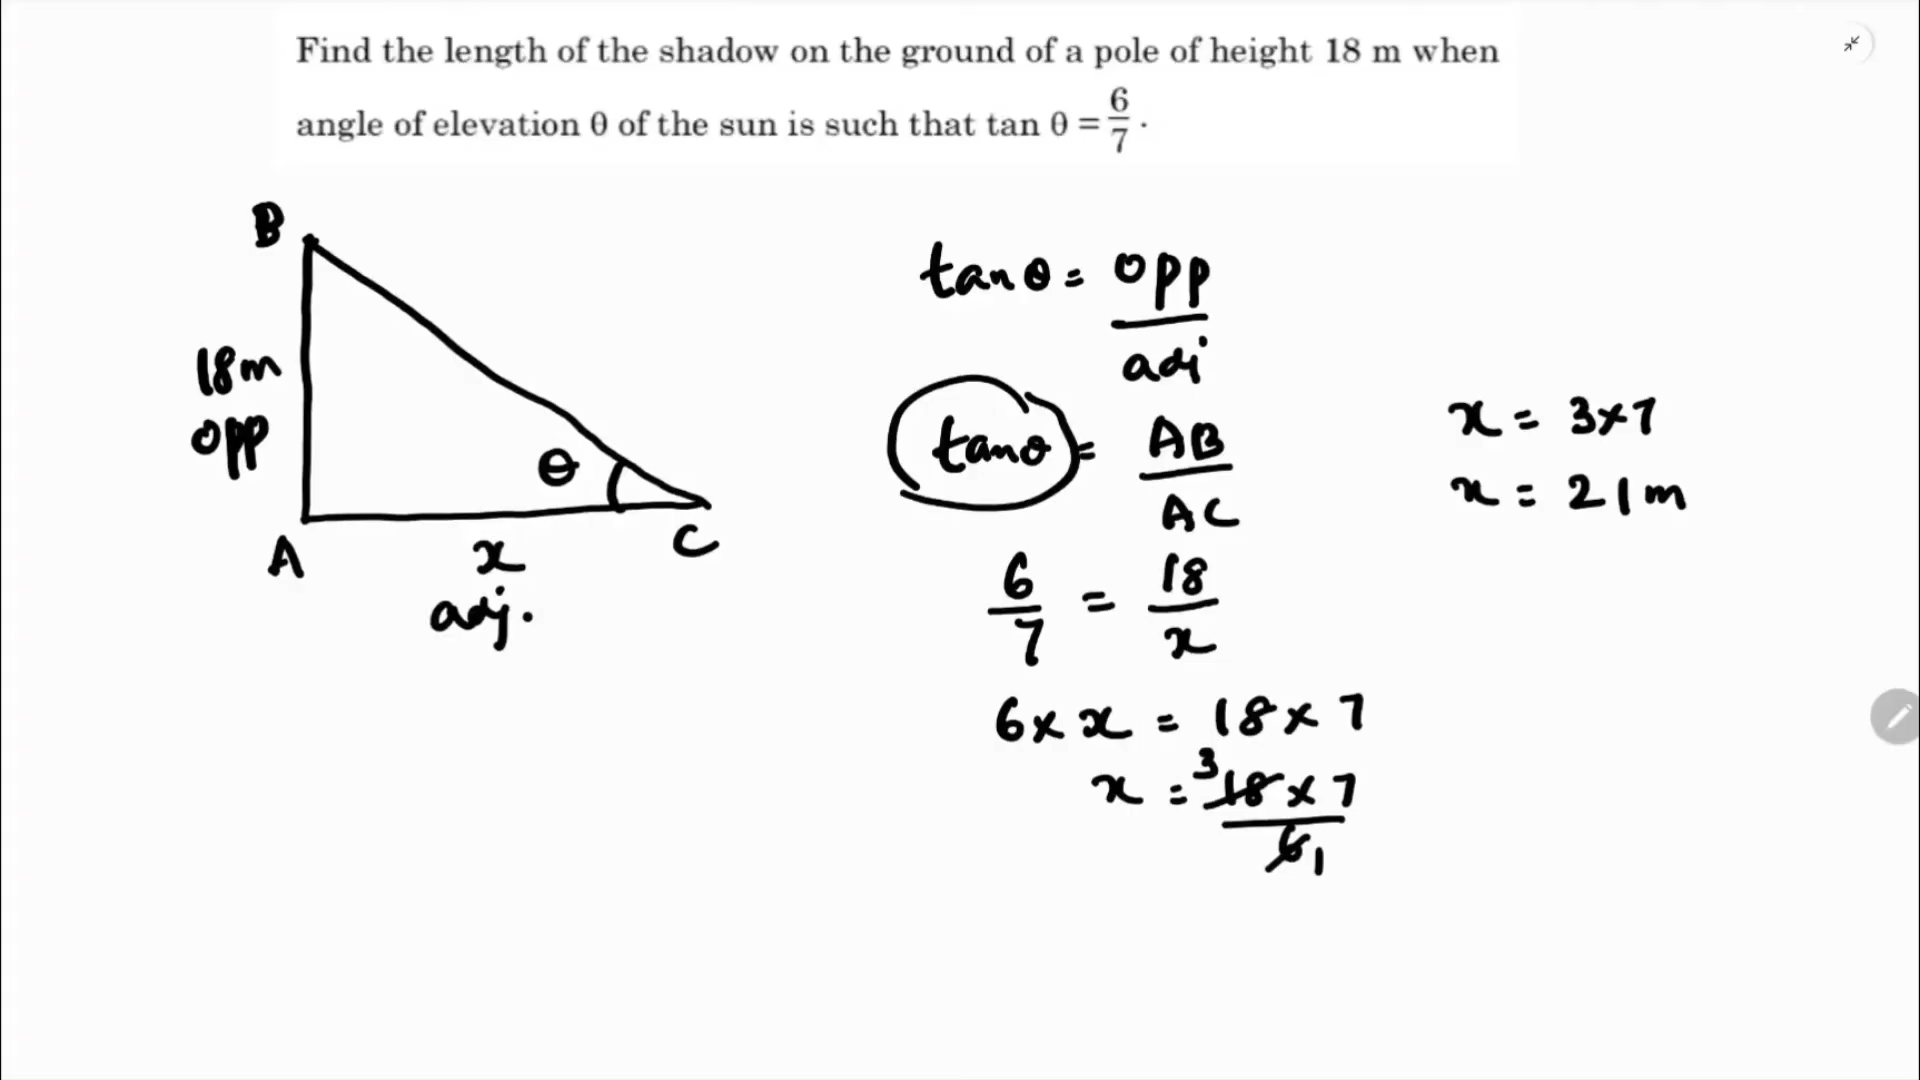 Find the length of the shadow on the ground of a pole of height 18 m when
angle of elevation θ of the sun is such that tan θ = 6/7 .
B
18m
opp
θ
A
x
C
adj.
tanθ = opp/adj
tanθ = AB/AC
6/7 = 18/x
6 × x = 18 × 7
x = 3 18 × 7 / 6 1
x = 3×7
x = 21m